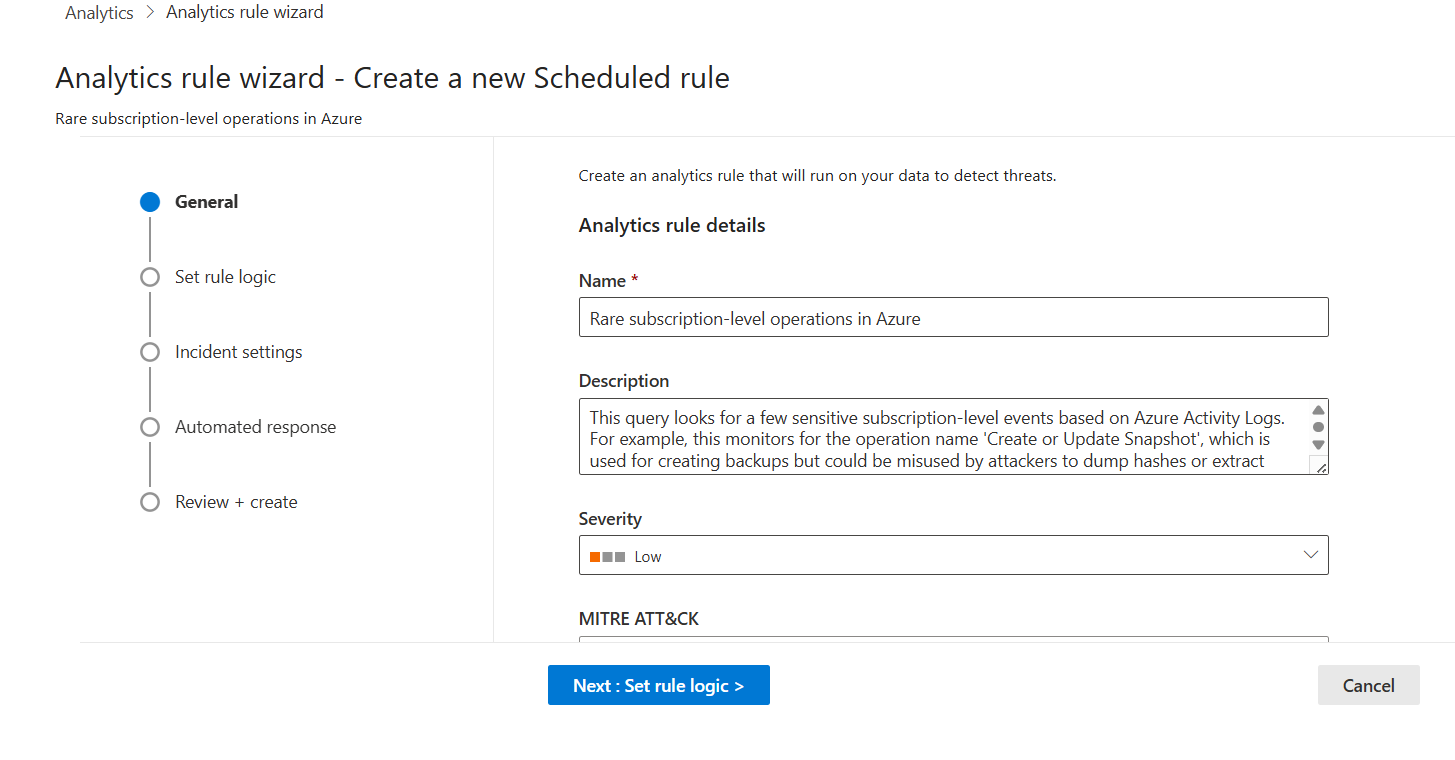 Analytics > Analytics rule wizard
Analytics rule wizard - Create a new Scheduled rule
Rare subscription-level operations in Azure
General
Set rule logic
Incident settings
Automated response
Review + create
Create an analytics rule that will run on your data to detect threats.
Analytics rule details
Name *
Rare subscription-level operations in Azure
Description
This query looks for a few sensitive subscription-level events based on Azure Activity Logs.
For example, this monitors for the operation name 'Create or Update Snapshot', which is
used for creating backups but could be misused by attackers to dump hashes or extract
Severity
Low
MITRE ATT&CK
Next : Set rule logic >
Cancel